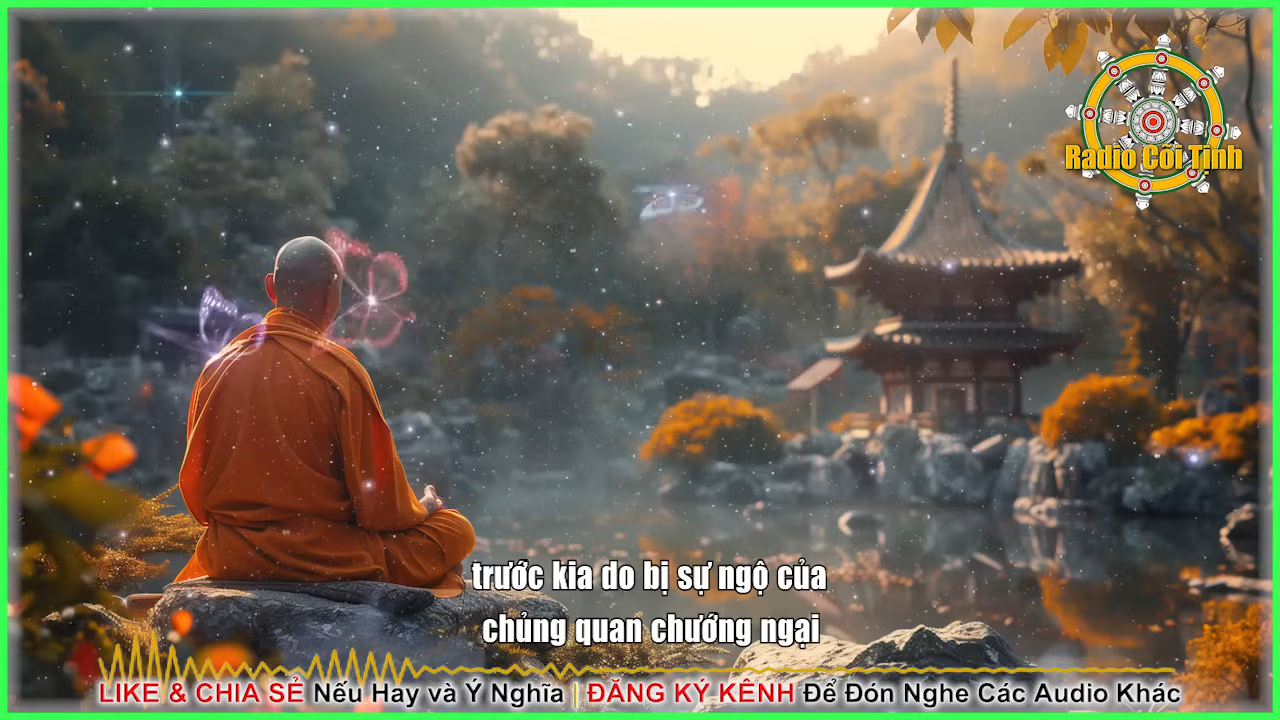 Radio Cõi Tịnh
trước kia do bị sự ngộ của
chủng quan chướng ngại
LIKE & CHIA SẺ Nếu Hay và Ý Nghĩa | ĐĂNG KÝ KÊNH Để Đón Nghe Các Audio Khác